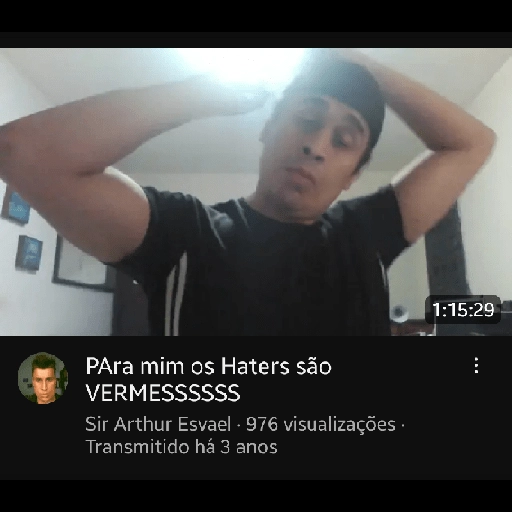 1:15:29
PAra mim os Haters são
VERMESSSSSS
Sir Arthur Esvael · 976 visualizações ·
Transmitido há 3 anos